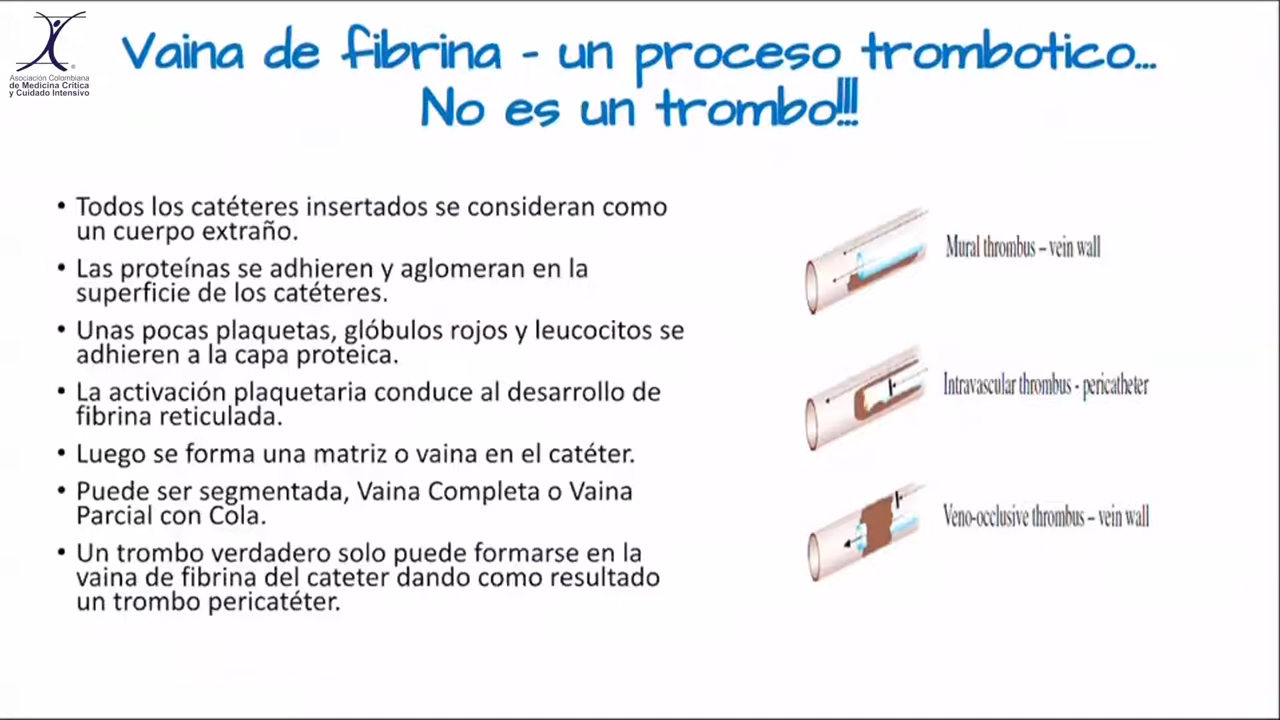 Asociación Colombiana
de Medicina Crítica
y Cuidado Intensivo
Vaina de fibrina - un proceso trombotico...
No es un trombo!!!
• Todos los catéteres insertados se consideran como
un cuerpo extraño.
• Las proteínas se adhieren y aglomeran en la
superficie de los catéteres.
• Unas pocas plaquetas, glóbulos rojos y leucocitos se
adhieren a la capa proteica.
• La activación plaquetaria conduce al desarrollo de
fibrina reticulada.
• Luego se forma una matriz o vaina en el catéter.
• Puede ser segmentada, Vaina Completa o Vaina
Parcial con Cola.
• Un trombo verdadero solo puede formarse en la
vaina de fibrina del cateter dando como resultado
un trombo pericatéter.
Mural thrombus – vein wall
Intravascular thrombus - pericatheter
Veno-occlusive thrombus – vein wall